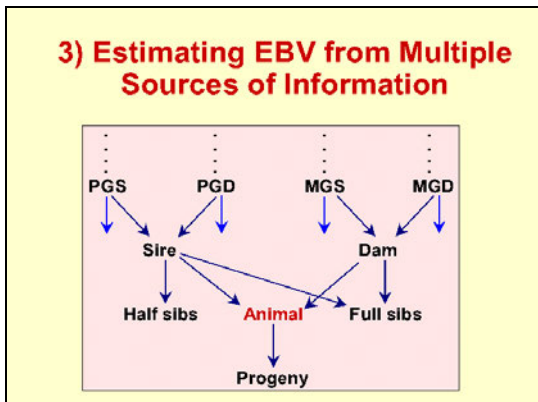 3) Estimating EBV from Multiple
Sources of Information
PGS PGD MGS MGD
Sire Dam
Half sibs Animal Full sibs
Progeny